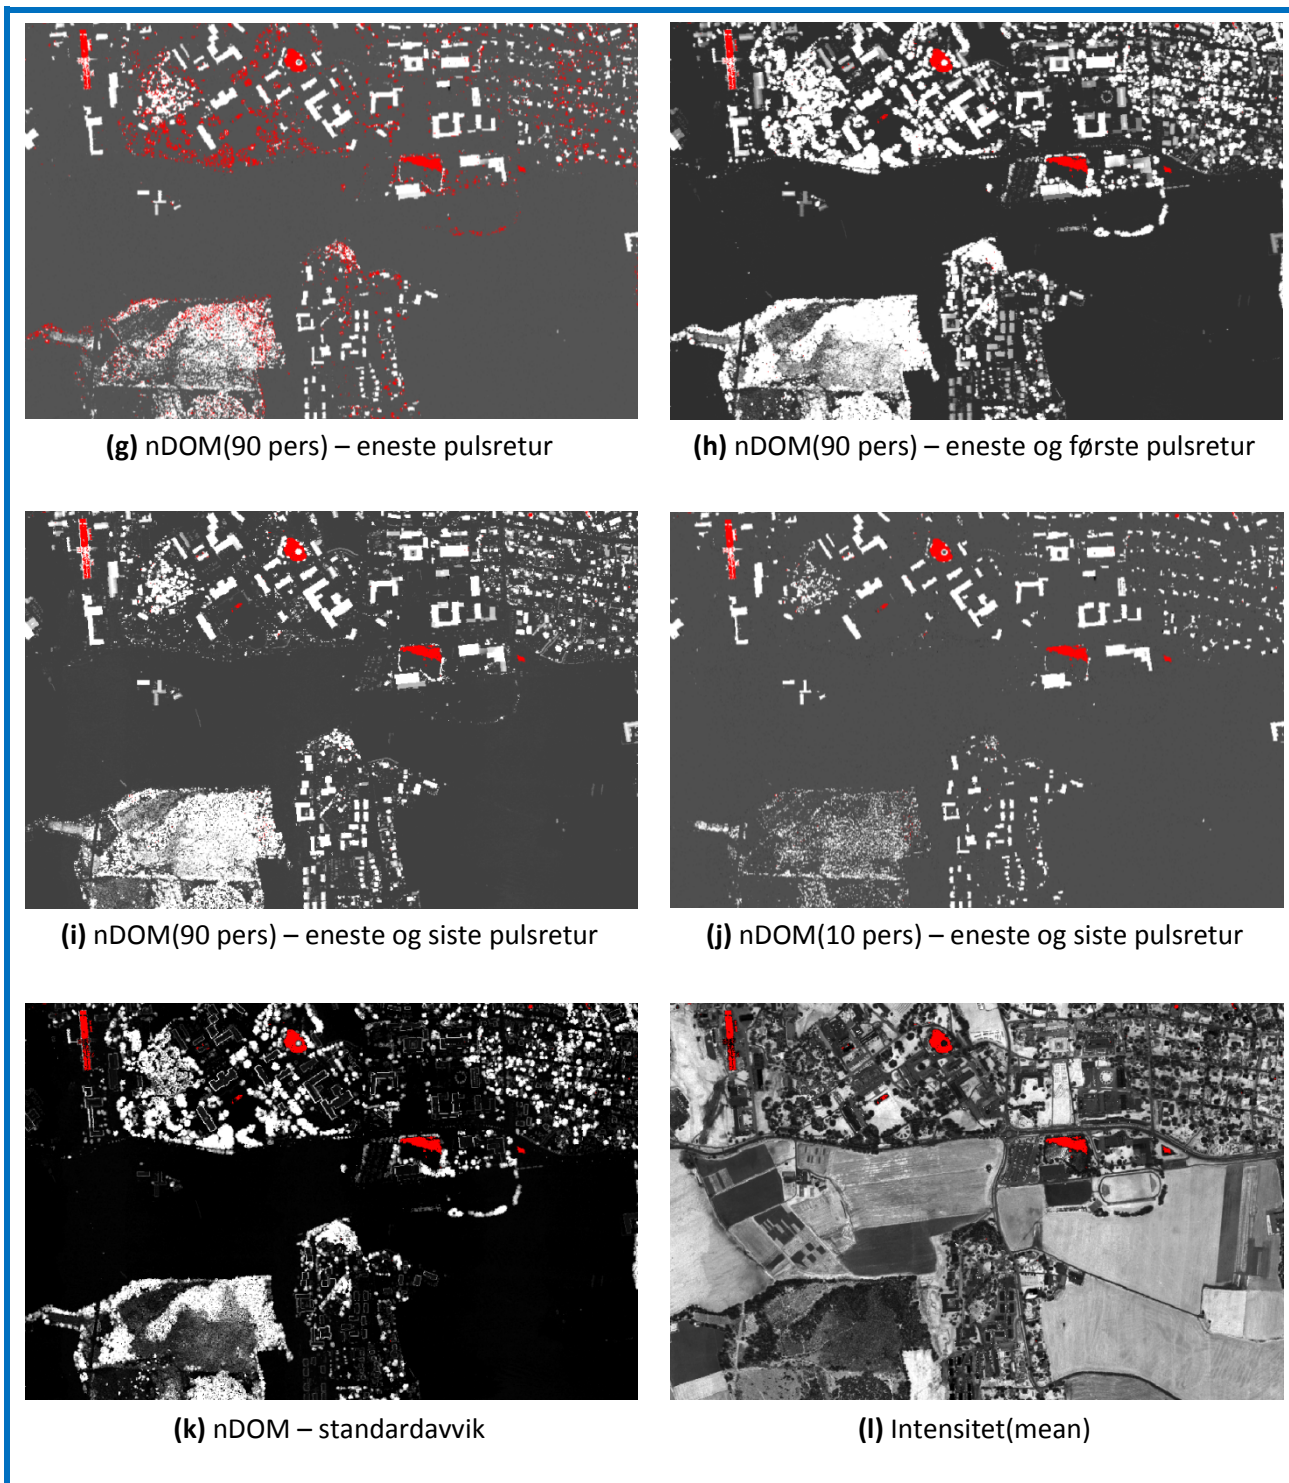 (g) nDOM(90 pers) – eneste pulsretur
(h) nDOM(90 pers) – eneste og første pulsretur
(i) nDOM(90 pers) – eneste og siste pulsretur
(j) nDOM(10 pers) – eneste og siste pulsretur
(k) nDOM – standardavvik
(l) Intensitet(mean)